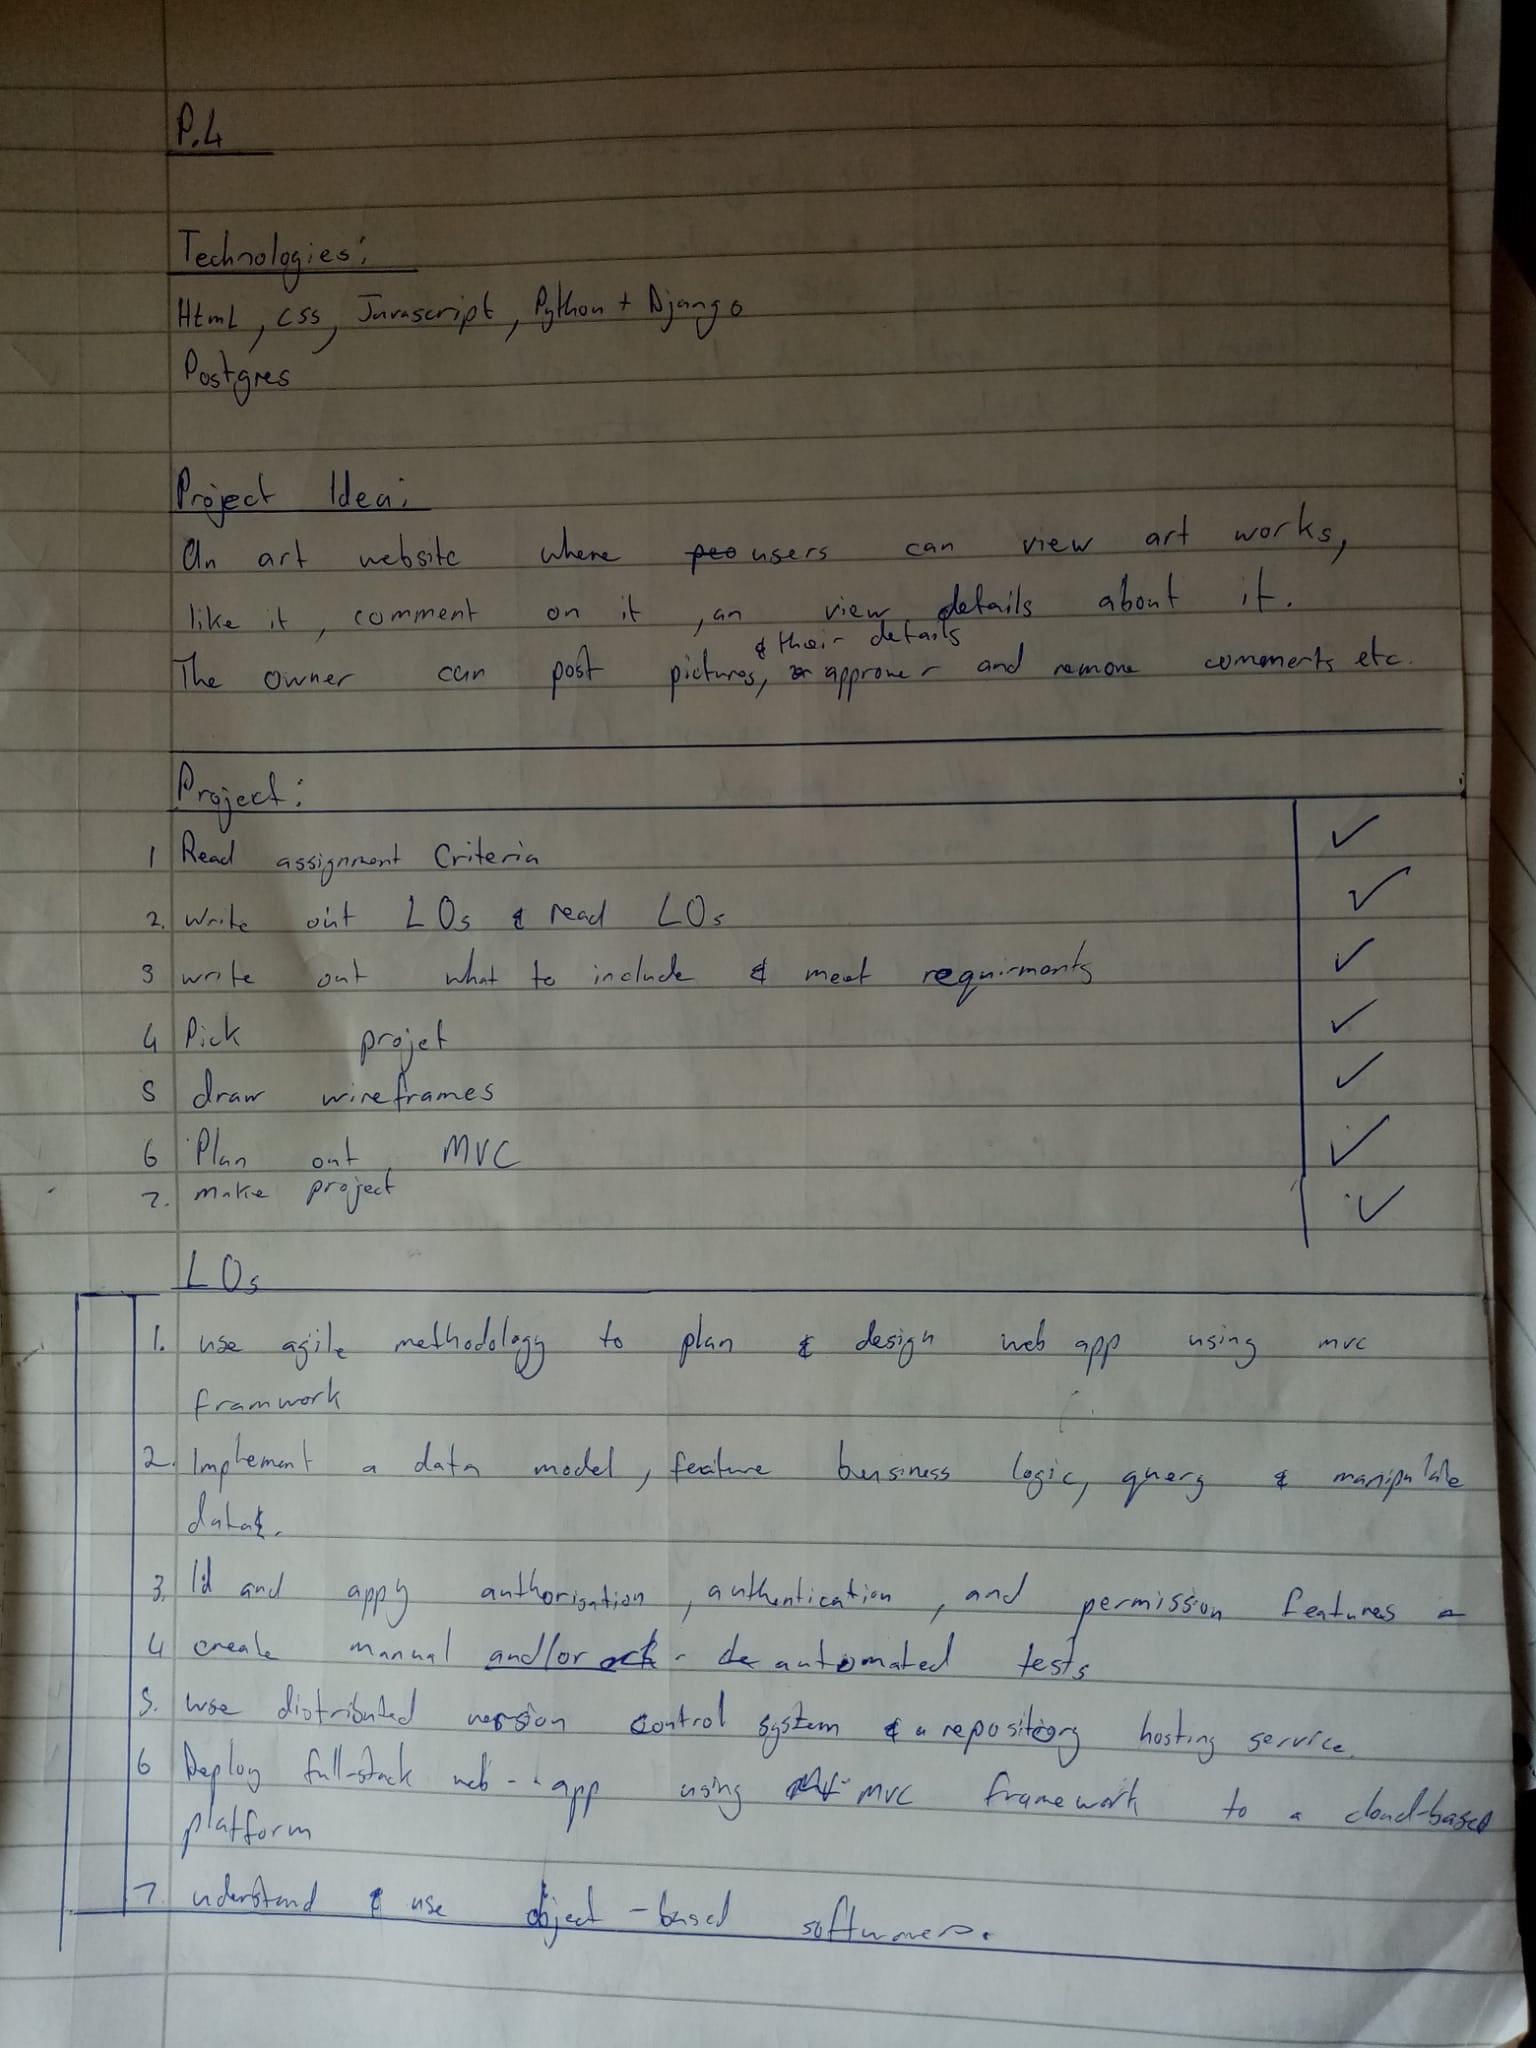 P.4
Technologies:
Html, css, Javascript, Python + Django
Postgres
Project Idea:
An art website where users can view art works,
like it, comment on it, an view details about it.
& their details
The owner can post pictures, approve and remove comments etc.
Project:
1 Read assignment Criteria ✓
2. write out LOs & read LOs ✓
3 write out what to include & meet requirments ✓
4 Pick projet ✓
5 draw wireframes ✓
6 Plan out MVC ✓
7. make project ✓
LOs
1. use agile methodology to plan & design web app using mvc
framwork
2. Implement a data model, feature business logic, query & manipulate
data.
3. Id and appy authorisation, authentication, and permission features
4 create manual and/or automated tests
5. use distributed version control system & a repository hosting service.
6 Deploy full-stack web-app using MVC framework to a cloud-based
platform
7. understand & use object-based